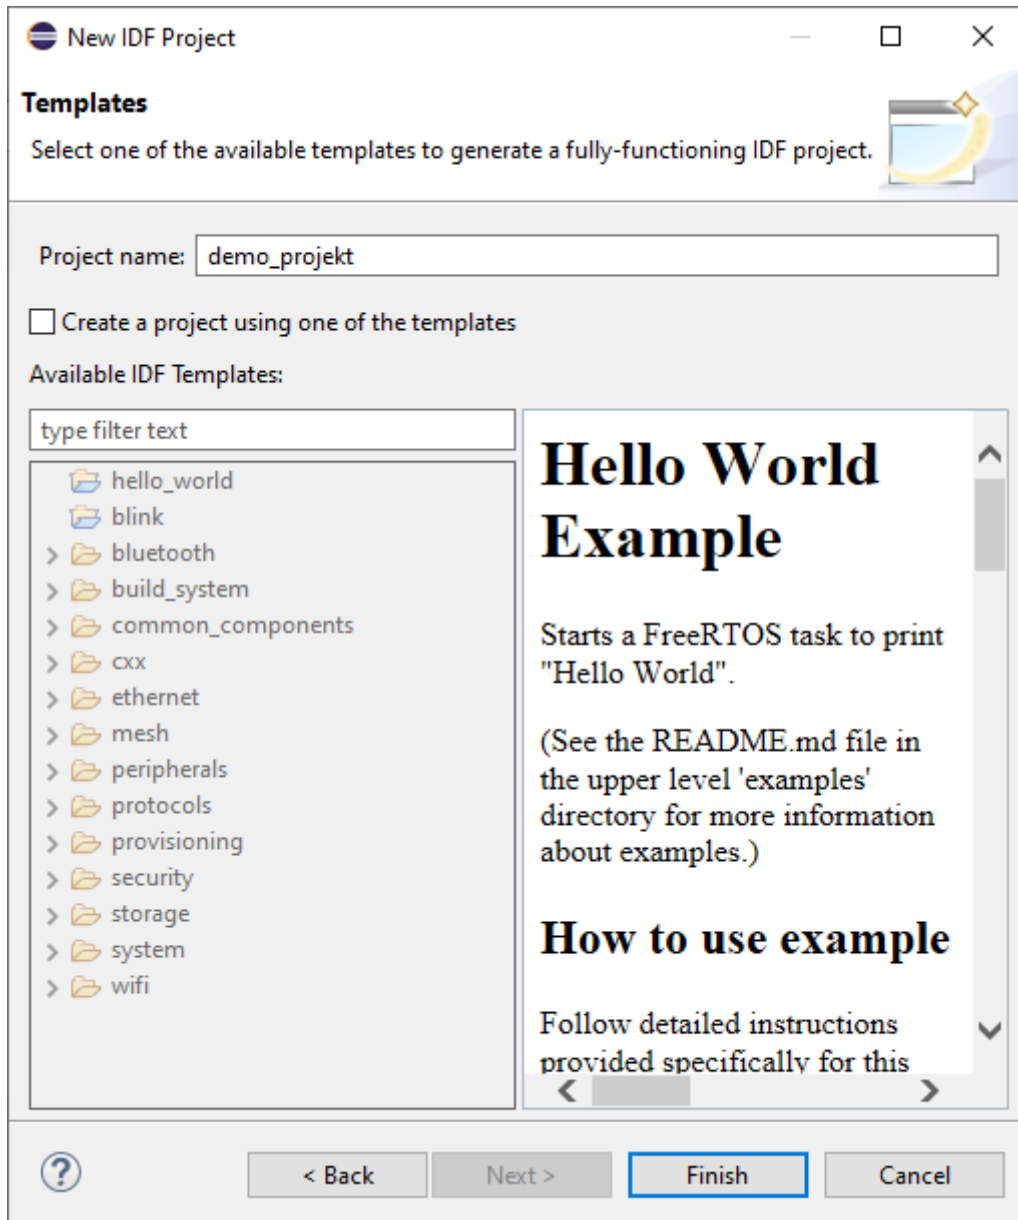 New IDF Project
Templates
Select one of the available templates to generate a fully-functioning IDF project.
Project name: demo_projekt
Create a project using one of the templates
Available IDF Templates:
type filter text
hello_world
blink
bluetooth
build_system
common_components
cxx
ethernet
mesh
peripherals
protocols
provisioning
security
storage
system
wifi
Hello World
Example
Starts a FreeRTOS task to print
"Hello World".
(See the README.md file in
the upper level 'examples'
directory for more information
about examples.)
How to use example
Follow detailed instructions
provided specifically for this
? < Back Next > Finish Cancel